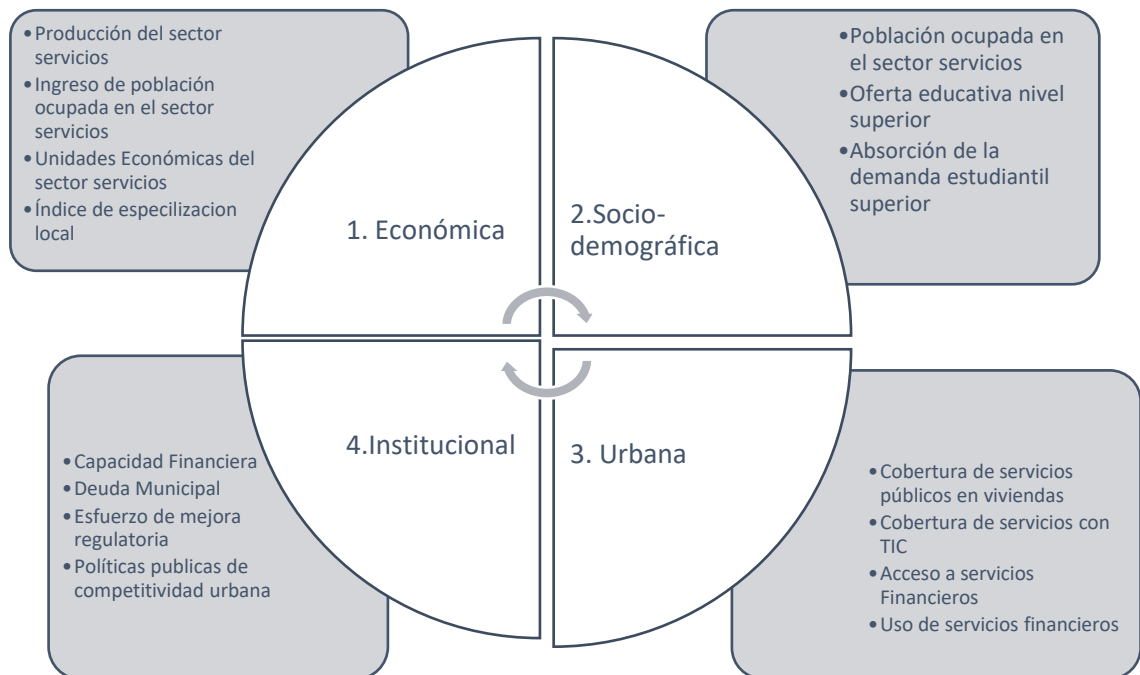 •Producción del sector
servicios
•Ingreso de población
ocupada en el sector
servicios
•Unidades Económicas del
sector servicios
•Índice de especilizacion
local
•Población ocupada en
el sector servicios
•Oferta educativa nivel
superior
•Absorción de la
demanda estudiantil
superior
1. Económica
2.Socio-
demográfica
4.Institucional
3. Urbana
•Capacidad Financiera
•Deuda Municipal
•Esfuerzo de mejora
regulatoria
•Políticas publicas de
competitividad urbana
•Cobertura de servicios
públicos en viviendas
•Cobertura de servicios con
TIC
•Acceso a servicios
Financieros
•Uso de servicios financieros